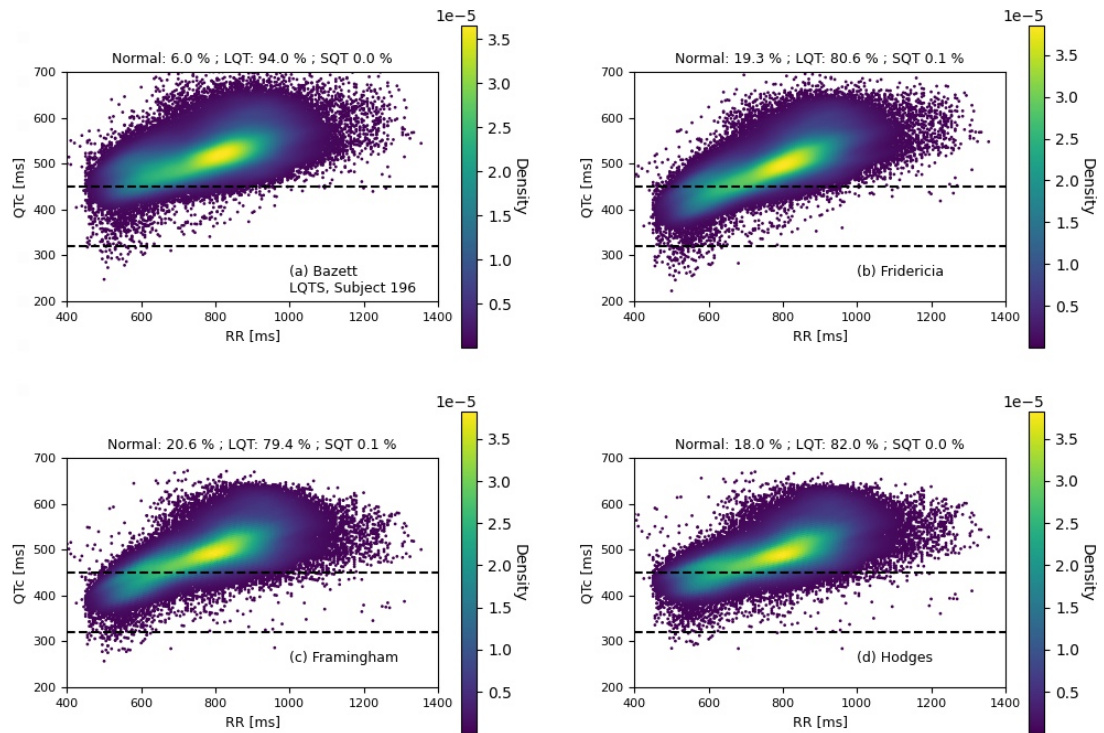 1e−5
Normal: 6.0 % ; LQT: 94.0 % ; SQT 0.0 %
700
600
500
400
300
200
QTc [ms]
(a) Bazett
LQTS, Subject 196
400 600 800 1000 1200 1400
RR [ms]
3.5
3.0
2.5
2.0
1.5
1.0
0.5
Density
1e−5
Normal: 19.3 % ; LQT: 80.6 % ; SQT 0.1 %
700
600
500
400
300
200
QTc [ms]
(b) Fridericia
400 600 800 1000 1200 1400
RR [ms]
3.5
3.0
2.5
2.0
1.5
1.0
0.5
Density
1e−5
Normal: 20.6 % ; LQT: 79.4 % ; SQT 0.1 %
700
600
500
400
300
200
QTc [ms]
(c) Framingham
400 600 800 1000 1200 1400
RR [ms]
3.5
3.0
2.5
2.0
1.5
1.0
0.5
Density
1e−5
Normal: 18.0 % ; LQT: 82.0 % ; SQT 0.0 %
700
600
500
400
300
200
QTc [ms]
(d) Hodges
400 600 800 1000 1200 1400
RR [ms]
3.5
3.0
2.5
2.0
1.5
1.0
0.5
Density